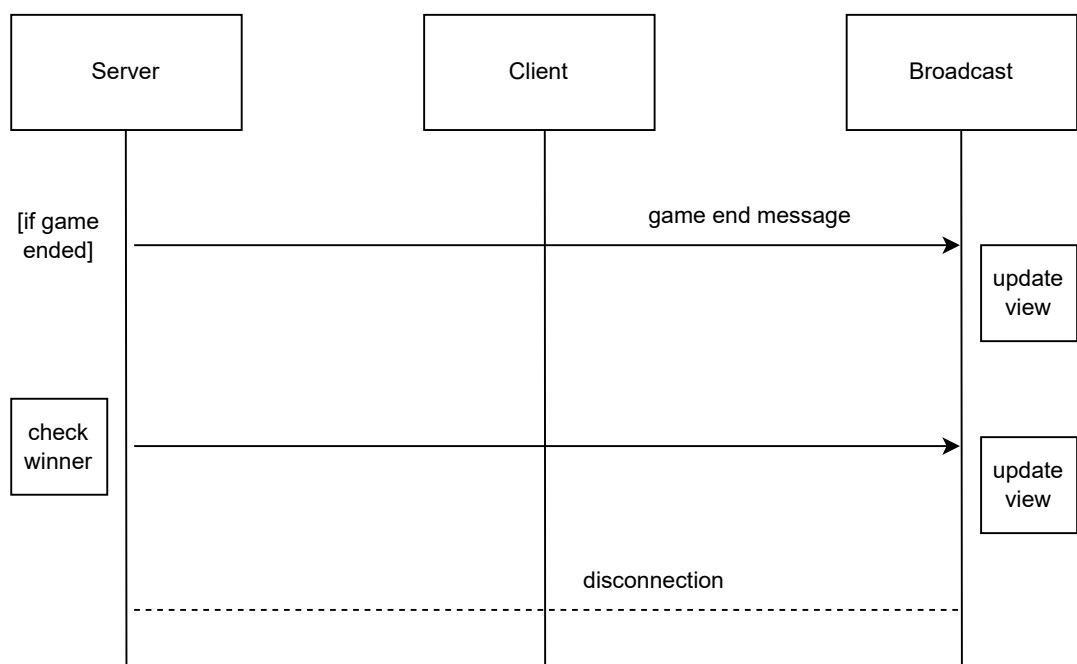 Server
Client
Broadcast
[if game
ended]
game end message
update
view
check
winner
update
view
disconnection